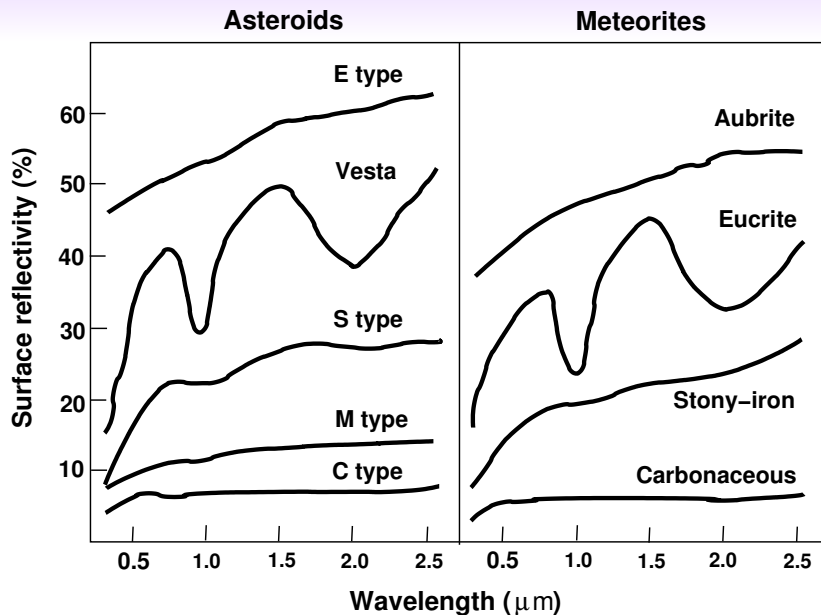 Asteroids
Meteorites
Surface reflectivity (%)
60
50
40
30
20
10
E type
Vesta
S type
M type
C type
Aubrite
Eucrite
Stony–iron
Carbonaceous
0.5 1.0 1.5 2.0 2.5
0.5 1.0 1.5 2.0 2.5
Wavelength (μm)